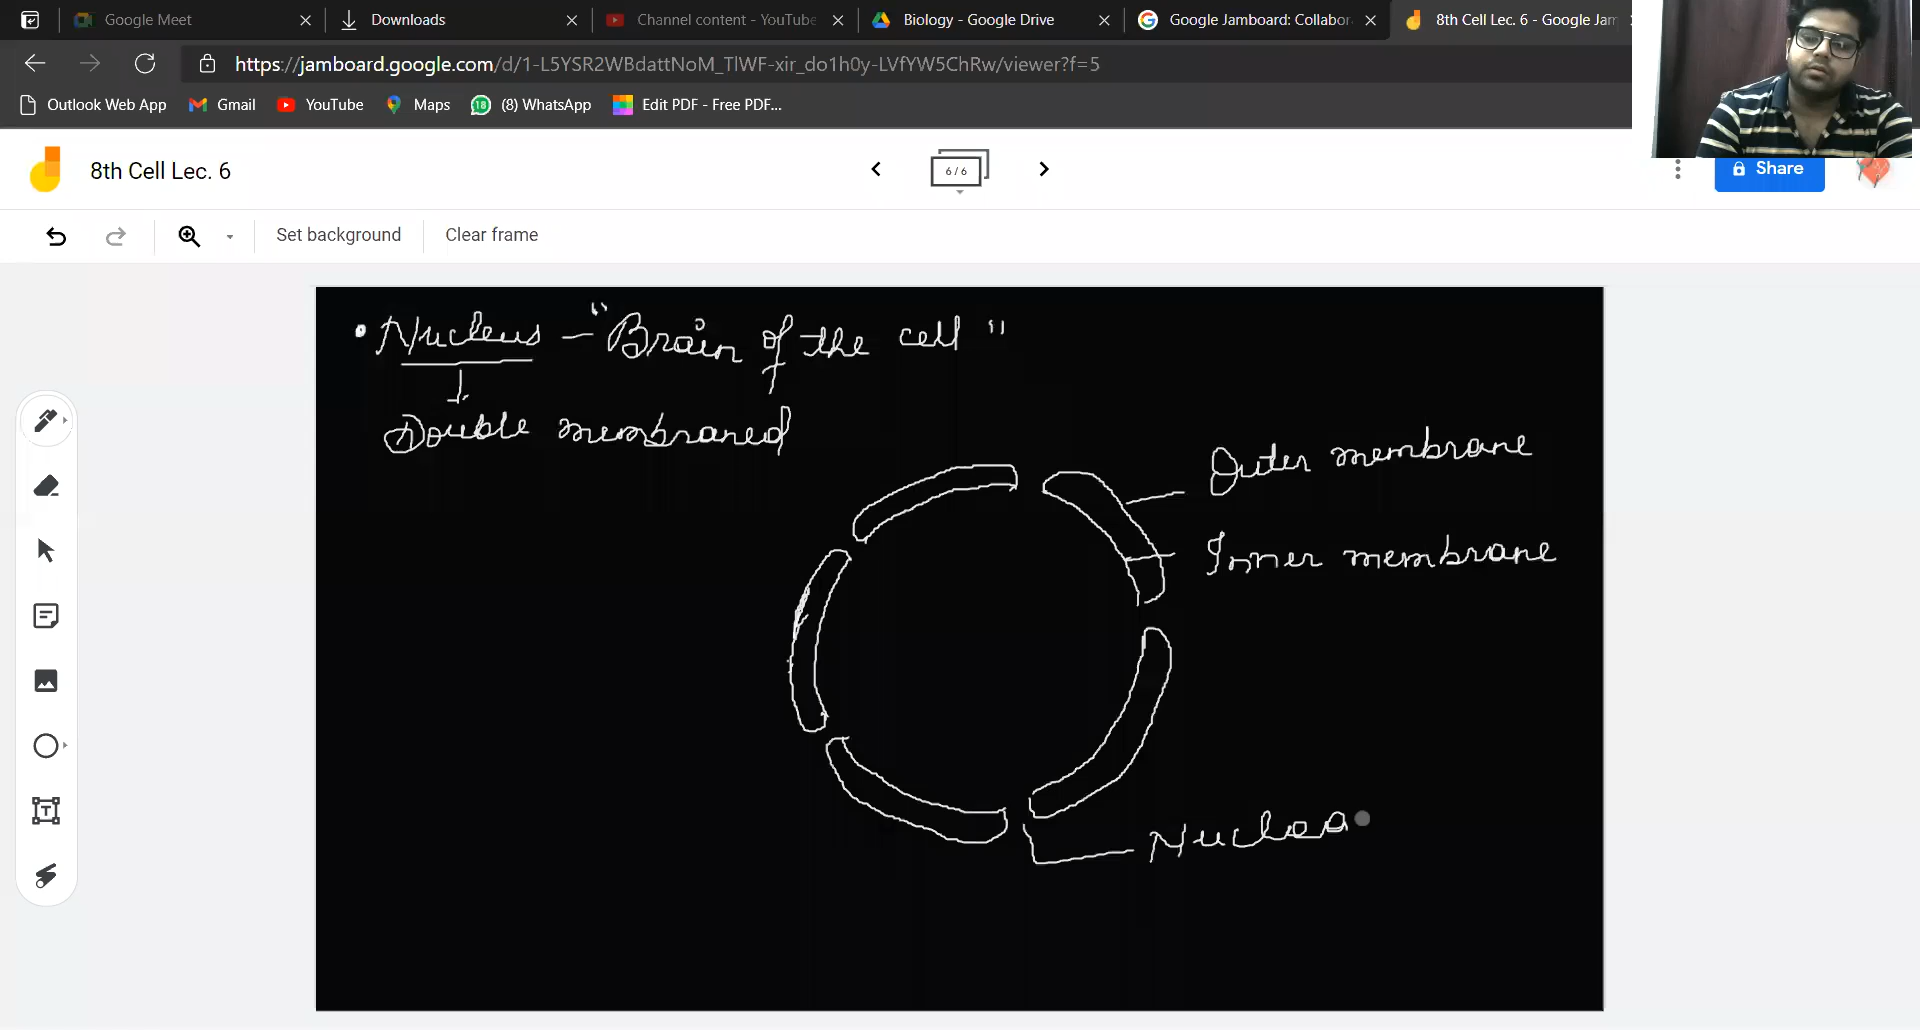 Google Meet
Downloads
Channel content - YouTube
Biology - Google Drive
Google Jamboard: Collabor
8th Cell Lec. 6 - Google Jam
https://jamboard.google.com/d/1-L5YSR2WBdattNoM_TlWF-xir_do1h0y-LVfYW5ChRw/viewer?f=5
Outlook Web App
Gmail
YouTube
Maps
18
(8) WhatsApp
Edit PDF - Free PDF...
8th Cell Lec. 6
6 / 6
Share
Set background
Clear frame
• Nucleus - "Brain of the cell"
Double membraned
Outer membrane
Inner membrane
Nuclea